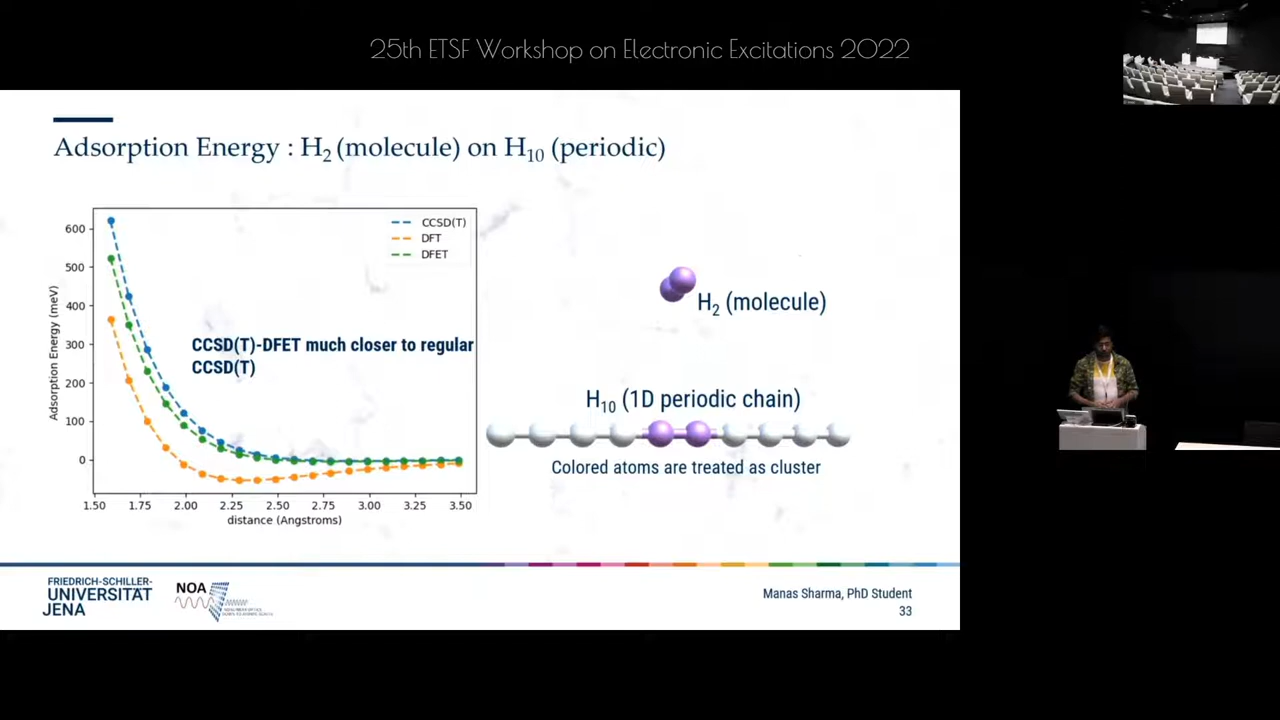 25th ETSF Workshop on Electronic Excitations 2022
Adsorption Energy : H₂ (molecule) on H₁₀ (periodic)
Adsorption Energy (meV)
600
500
400
300
200
100
0
CCSD(T)
DFT
DFET
CCSD(T)-DFET much closer to regular
CCSD(T)
1.50 1.75 2.00 2.25 2.50 2.75 3.00 3.25 3.50
distance (Angstroms)
H₂ (molecule)
H₁₀ (1D periodic chain)
Colored atoms are treated as cluster
FRIEDRICH-SCHILLER-
UNIVERSITÄT
JENA
NOA
Manas Sharma, PhD Student
33